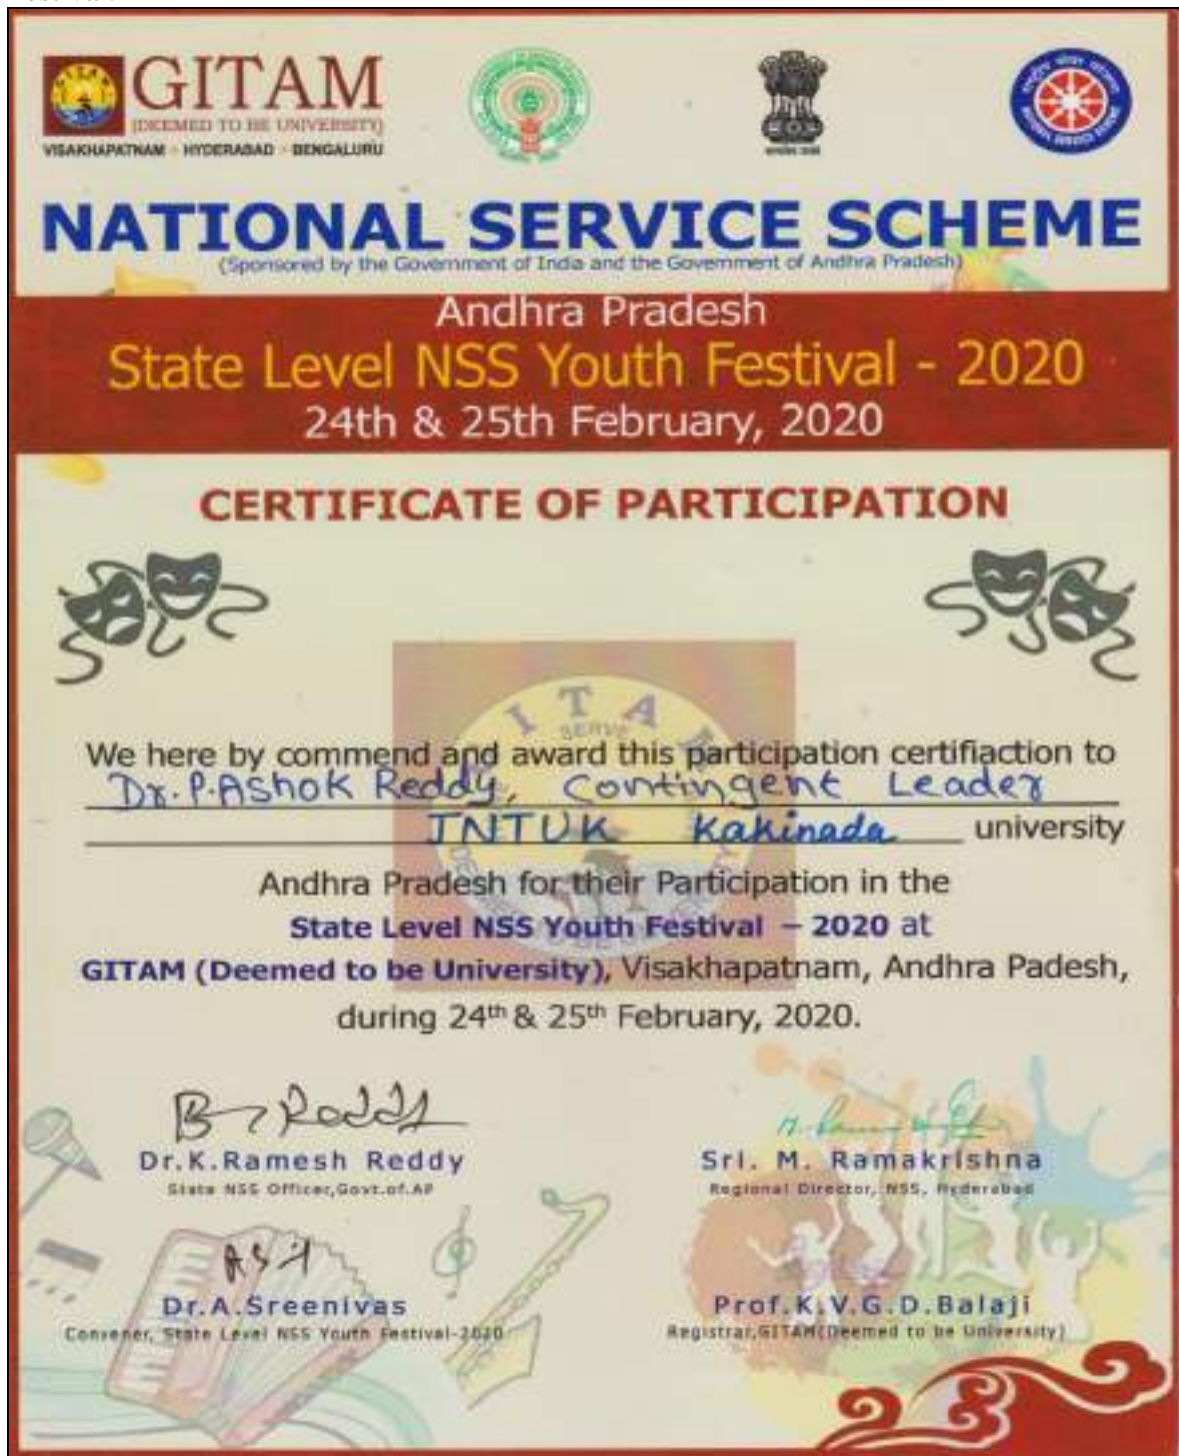 GITAM
(DEEMED TO BE UNIVERSITY)
VISAKHAPATNAM HYDERABAD BENGALURU
NATIONAL SERVICE SCHEME
NATIONAL SERVICE SCHEME
(Sponsored by the Government of India and the Government of Andhra Pradesh)
Andhra Pradesh
State Level NSS Youth Festival - 2020
24th & 25th February, 2020
CERTIFICATE OF PARTICIPATION
We here by commend and award this participation certifiaction to
Dr. P. Ashok Reddy, Contingent Leader
JNTUK Kakinada university
Andhra Pradesh for their Participation in the
State Level NSS Youth Festival – 2020 at
GITAM (Deemed to be University), Visakhapatnam, Andhra Padesh,
during 24th & 25th February, 2020.
Dr.K.Ramesh Reddy
State NSS Officer,Govt.of.AP
Sri. M. Ramakrishna
Regional Director, NSS, Hyderabad
Dr.A.Sreenivas
Convener, State Level NSS Youth Festival-2020
Prof.K.V.G.D.Balaji
Registrar,GITAM(Deemed to be University)